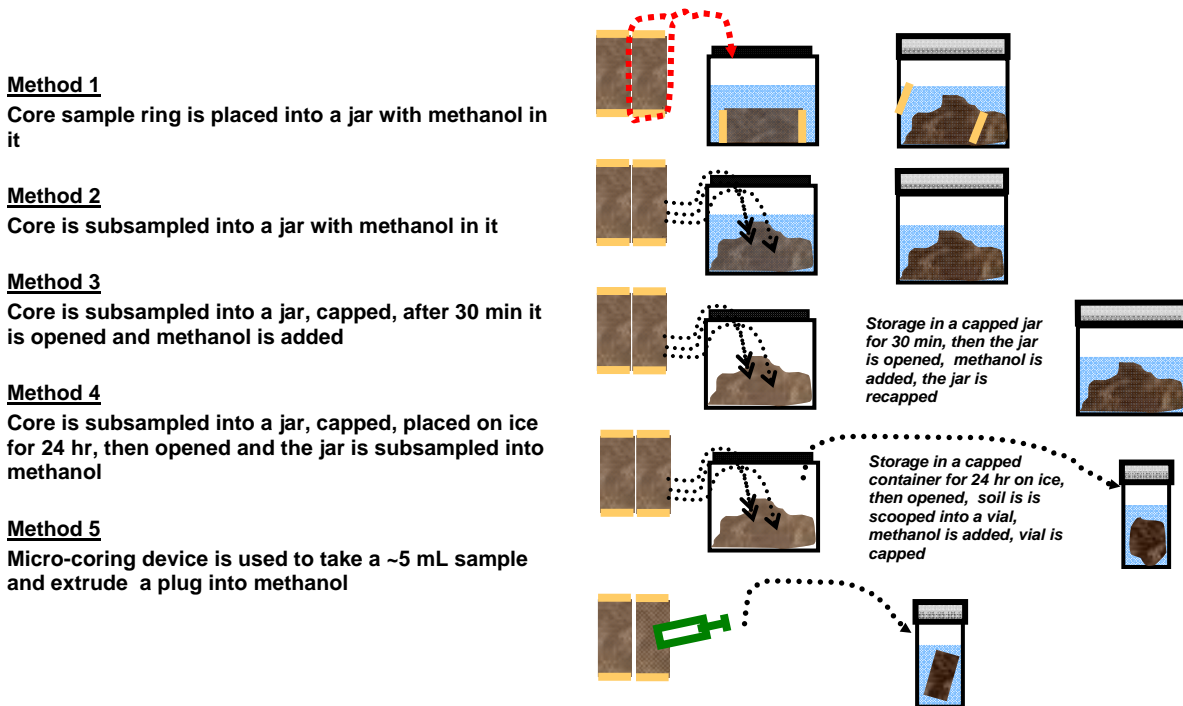 Method 1
Core sample ring is placed into a jar with methanol in
it
Method 2
Core is subsampled into a jar with methanol in it
Method 3
Core is subsampled into a jar, capped, after 30 min it
is opened and methanol is added
Storage in a capped jar
for 30 min, then the jar
is opened,  methanol is
added, the jar is
recapped
Method 4
Core is subsampled into a jar, capped, placed on ice
for 24 hr, then opened and the jar is subsampled into
methanol
Storage in a capped
container for 24 hr on ice,
then opened,  soil is is
scooped into a vial,
methanol is added, vial is
capped
Method 5
Micro-coring device is used to take a ~5 mL sample
and extrude  a plug into methanol